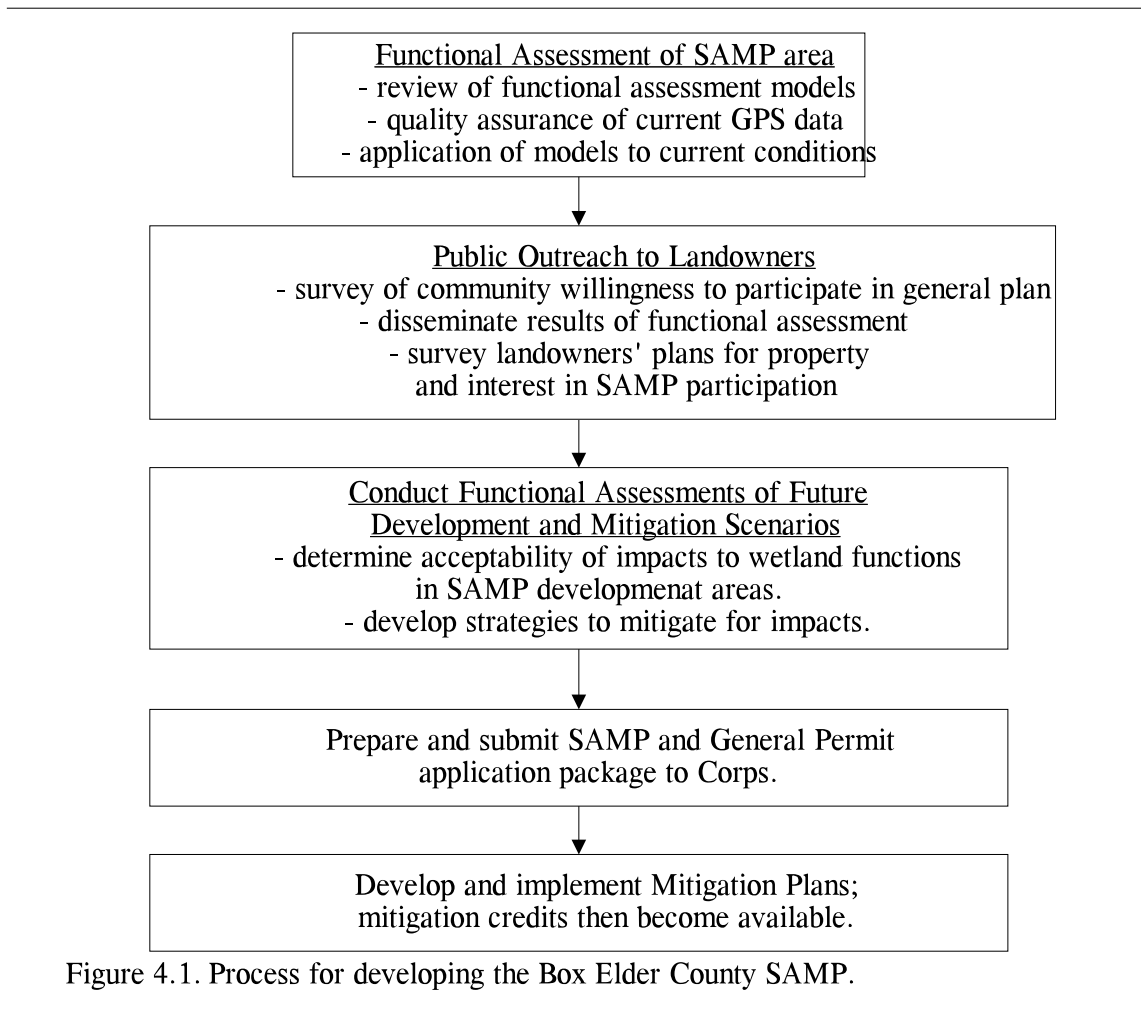 Functional Assessment of SAMP area
- review of functional assessment models
- quality assurance of current GPS data
- application of models to current conditions
Public Outreach to Landowners
- survey of community willingness to participate in general plan
- disseminate results of functional assessment
- survey landowners' plans for property
and interest in SAMP participation
Conduct Functional Assessments of Future
Development and Mitigation Scenarios
- determine acceptability of impacts to wetland functions
in SAMP developmenat areas.
- develop strategies to mitigate for impacts.
Prepare and submit SAMP and General Permit
application package to Corps.
Develop and implement Mitigation Plans;
mitigation credits then become available.
Figure 4.1. Process for developing the Box Elder County SAMP.